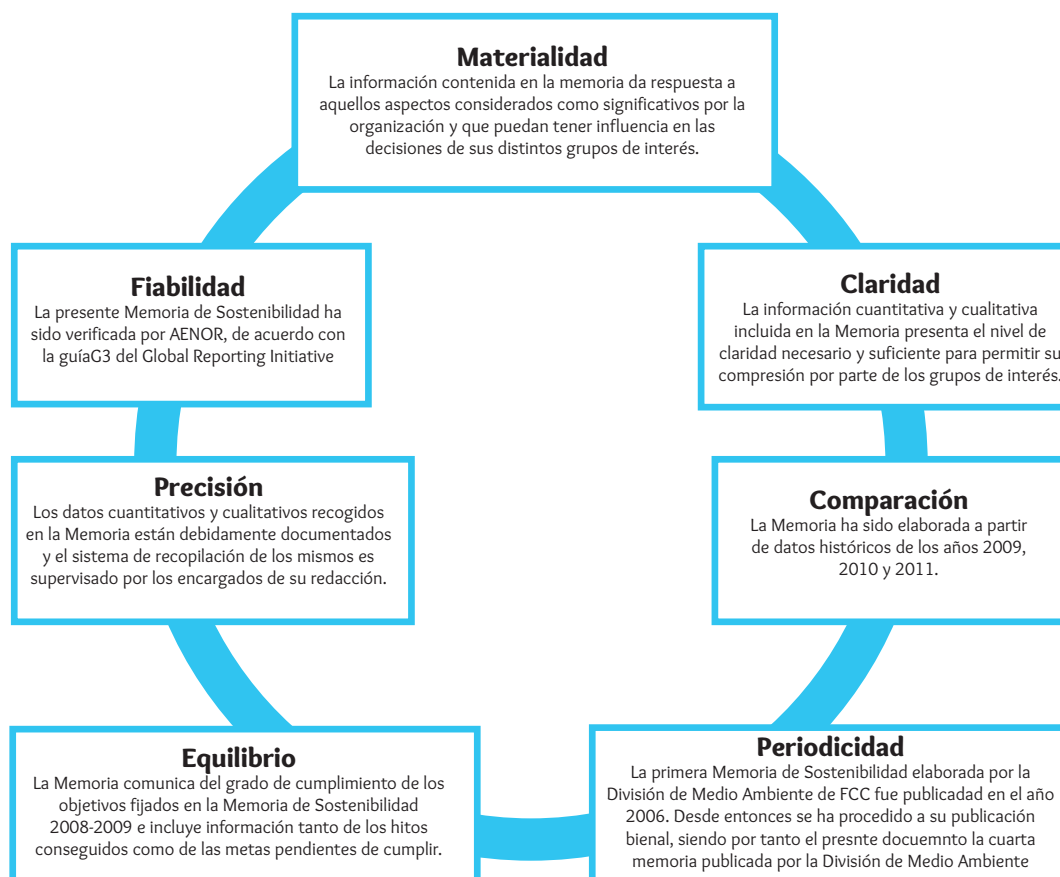 Materialidad
La información contenida en la memoria da respuesta a
aquellos aspectos considerados como significativos por la
organización y que puedan tener influencia en las
decisiones de sus distintos grupos de interés.
Fiabilidad
La presente Memoria de Sostenibilidad ha
sido verificada por AENOR, de acuerdo con
la guíaG3 del Global Reporting Initiative
Claridad
La información cuantitativa y cualitativa
incluida en la Memoria presenta el nivel de
claridad necesario y suficiente para permitir su
compresión por parte de los grupos de interés.
Precisión
Los datos cuantitativos y cualitativos recogidos
en la Memoria están debidamente documentados
y el sistema de recopilación de los mismos es
supervisado por los encargados de su redacción.
Comparación
La Memoria ha sido elaborada a partir
de datos históricos de los años 2009,
2010 y 2011.
Equilibrio
La Memoria comunica del grado de cumplimiento de los
objetivos fijados en la Memoria de Sostenibilidad
2008-2009 e incluye información tanto de los hitos
conseguidos como de las metas pendientes de cumplir.
Periodicidad
La primera Memoria de Sostenibilidad elaborada por la
División de Medio Ambiente de FCC fue publicadad en el año
2006. Desde entonces se ha procedido a su publicación
bienal, siendo por tanto el presnte docuemnto la cuarta
memoria publicada por la División de Medio Ambiente